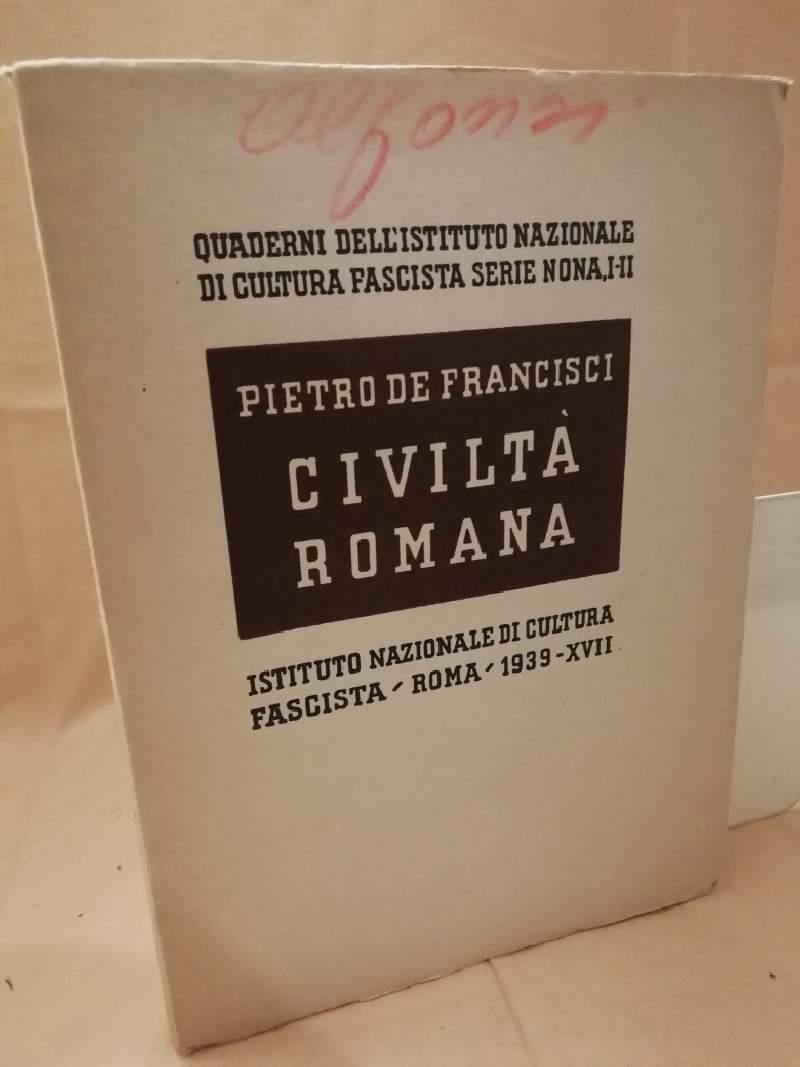 Alfonsi.
QUADERNI DELL'ISTITUTO NAZIONALE
DI CULTURA FASCISTA SERIE NONA, I-II
PIETRO DE FRANCISCI
CIVILTÀ
ROMANA
ISTITUTO NAZIONALE DI CULTURA
FASCISTA - ROMA - 1939 - XVII